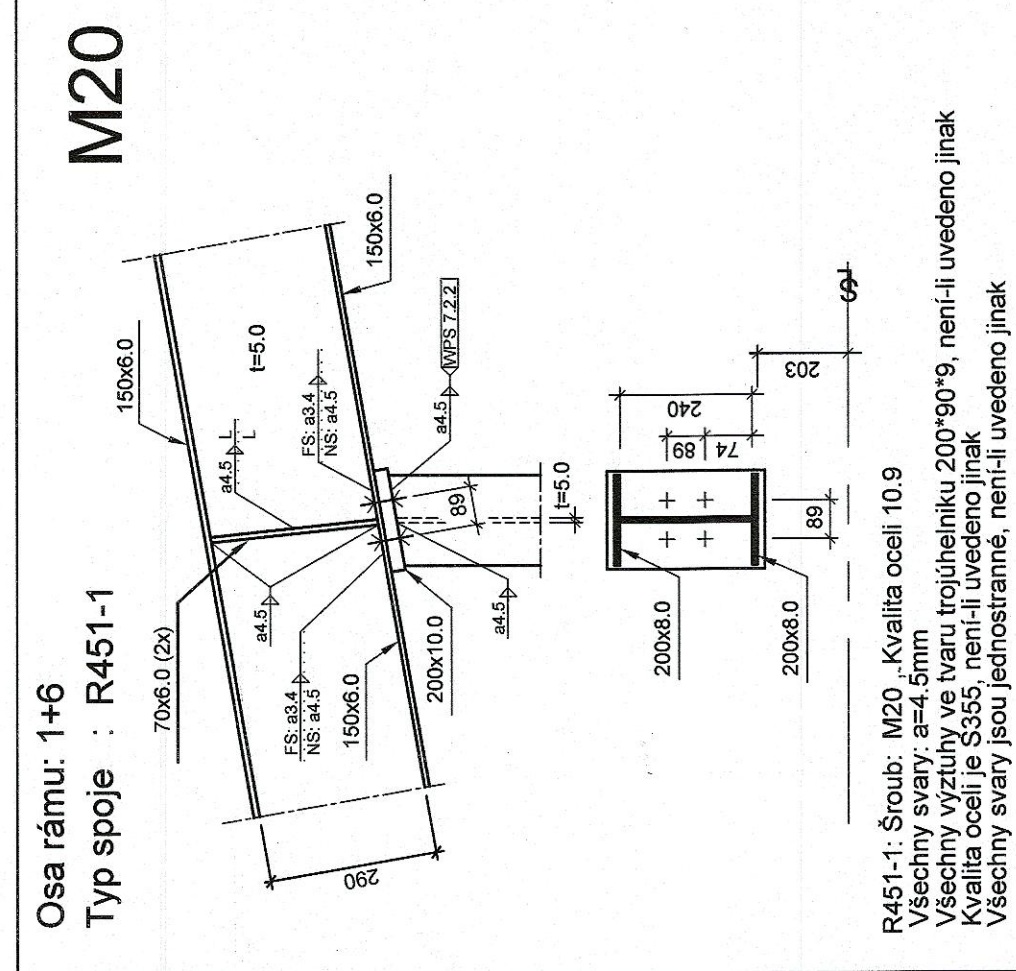 Osa rámu: 1+6
Typ spoje : R451-1
M20
70x6.0 (2x)
150x6.0
a4.5 L
L
t=5.0
a4.5
FS: a3.4
NS: a4.5
150x6.0
FS: a3.4
NS: a4.5
150x6.0
290
200x10.0
89
a4.5
WPS 7.2.2
a4.5
t=5.0
200x8.0
240
89
74
203
200x8.0
89
R451-1: Šroub: M20 ,,Kvalita oceli 10.9
Všechny svary: a=4.5mm
Všechny výztuhy ve tvaru trojúhelniku 200*90*9, není-li uvedeno jinak
Kvalita oceli je S355, není-li uvedeno jinak
Všechny svary jsou jednostranné, není-li uvedeno jinak